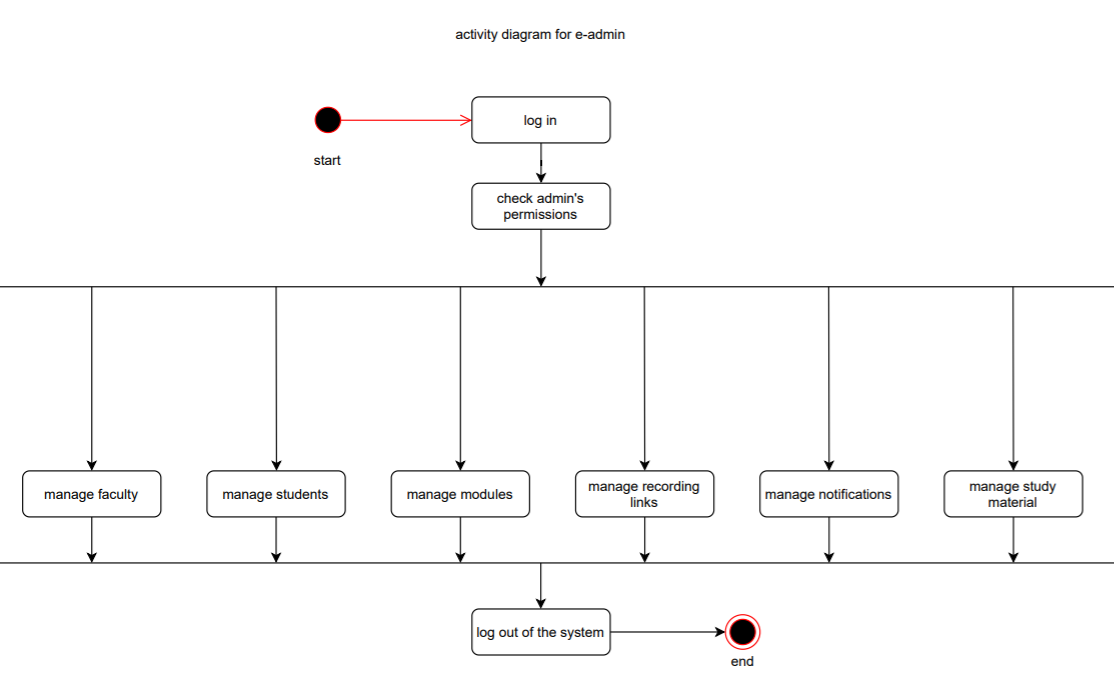 activity diagram for e-admin
log in
start
check admin's
permissions
manage faculty
manage students
manage modules
manage recording
links
manage notifications
manage study
material
log out of the system
end